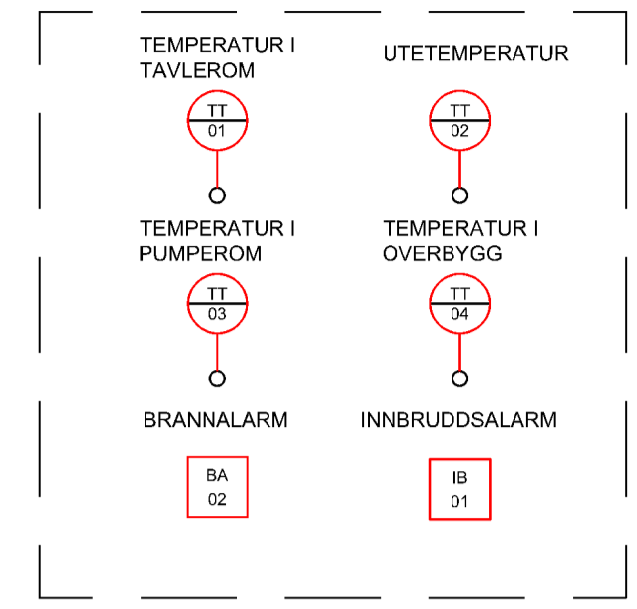 TEMPERATUR I
TAVLEROM
TT
01
UTETEMPERATUR
TT
02
TEMPERATUR I
PUMPEROM
TT
03
TEMPERATUR I
OVERBYGG
TT
04
BRANNALARM
BA
02
INNBRUDDSALARM
IB
01